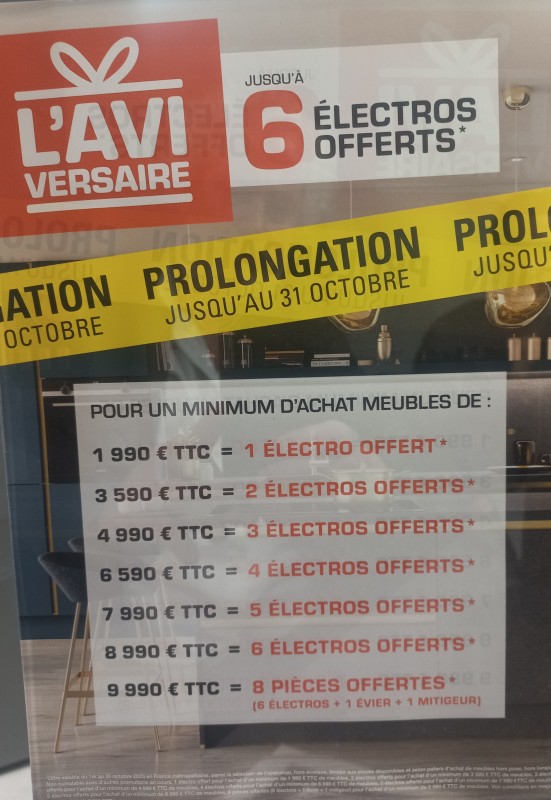 L'AVI
VERSAIRE
JUSQU'À
6
ÉLECTROS
OFFERTS*
ATION
OCTOBRE
PROLONGATION
JUSQU'AU 31 OCTOBRE
PROLO
JUSQU'
POUR UN MINIMUM D'ACHAT MEUBLES DE :
1 990 € TTC = 1 ÉLECTRO OFFERT*
3 590 € TTC = 2 ÉLECTROS OFFERTS*
4 990 € TTC = 3 ÉLECTROS OFFERTS*
6 590 € TTC = 4 ÉLECTROS OFFERTS*
7 990 € TTC = 5 ÉLECTROS OFFERTS*
8 990 € TTC = 6 ÉLECTROS OFFERTS*
9 990 € TTC = 8 PIÈCES OFFERTES*
(6 ÉLECTROS + 1 ÉVIER + 1 MITIGEUR)